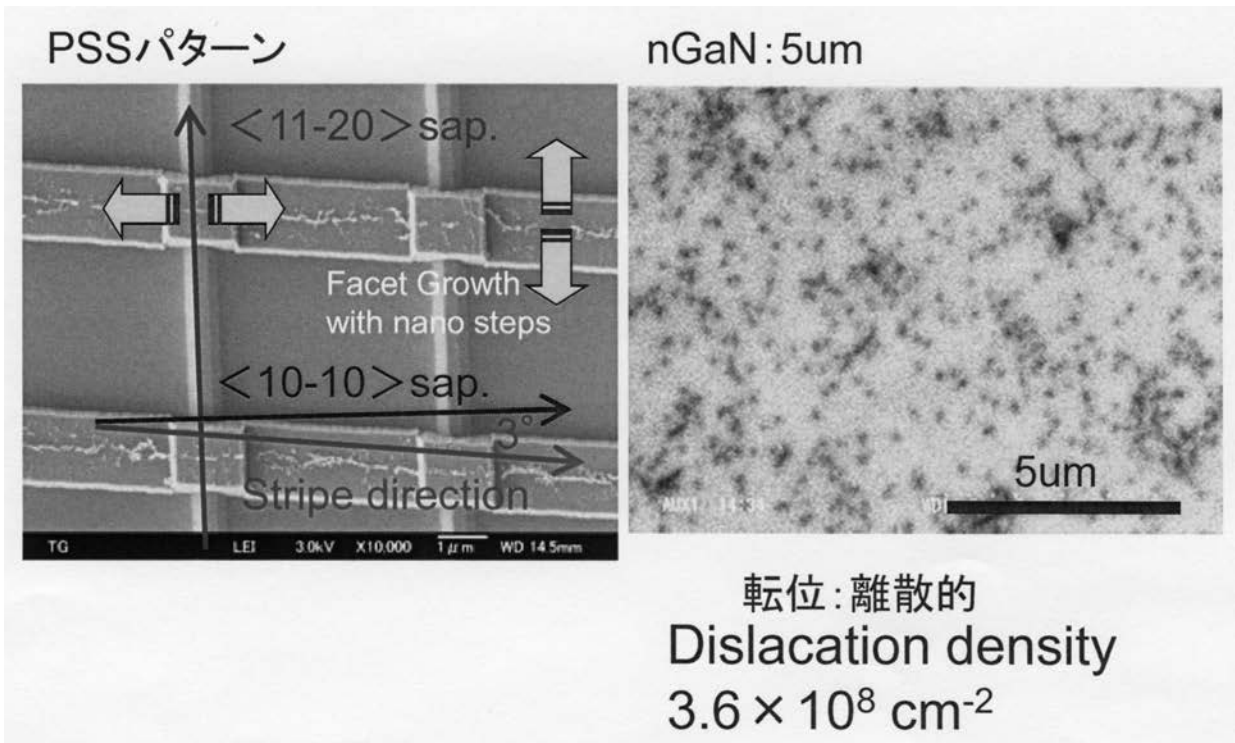 PSSパターン
nGaN:5um
<11-20>sap.
Facet Growth
with nano steps
<10-10>sap.
3°
Stripe direction
TG LEI 3.0kV X10,000 1μm WD 14.5mm
5um
転位:離散的
Dislacation density
3.6×10⁸ cm⁻²